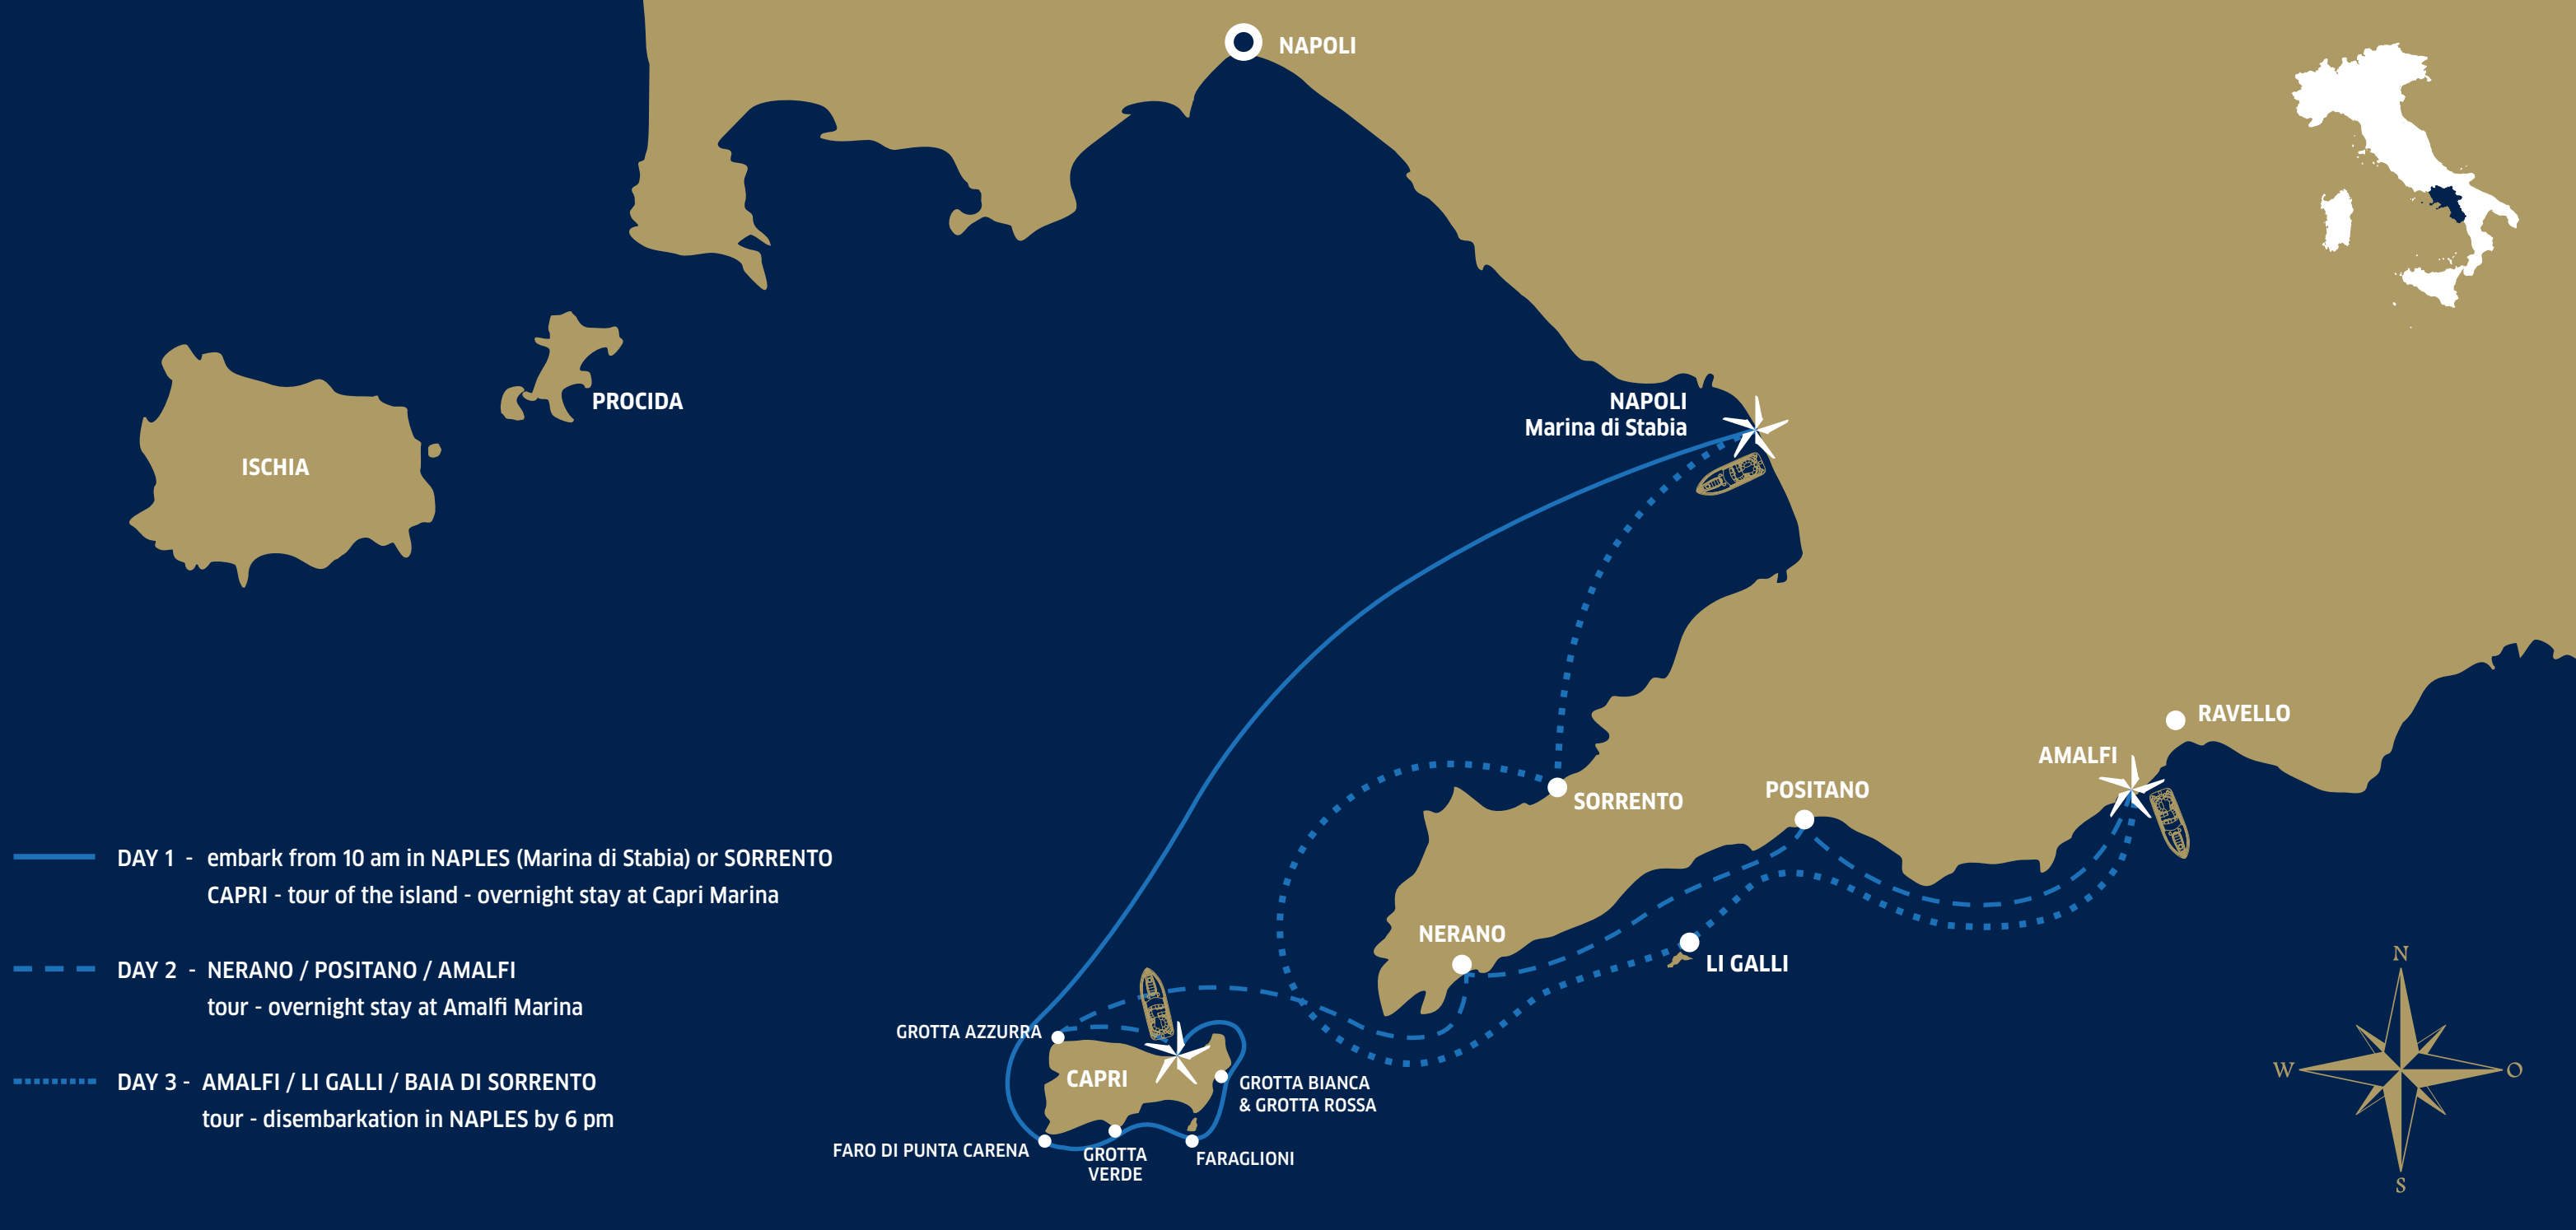 NAPOLI
PROCIDA
ISCHIA
NAPOLI
Marina di Stabia
RAVELLO
AMALFI
POSITANO
SORRENTO
NERANO
LI GALLI
GROTTA AZZURRA
CAPRI
GROTTA BIANCA
& GROTTA ROSSA
FARO DI PUNTA CARENA
GROTTA
VERDE
FARAGLIONI
DAY 1 - embark from 10 am in NAPLES (Marina di Stabia) or SORRENTO
CAPRI - tour of the island - overnight stay at Capri Marina
DAY 2 - NERANO / POSITANO / AMALFI
tour - overnight stay at Amalfi Marina
DAY 3 - AMALFI / LI GALLI / BAIA DI SORRENTO
tour - disembarkation in NAPLES by 6 pm
N
W
O
S